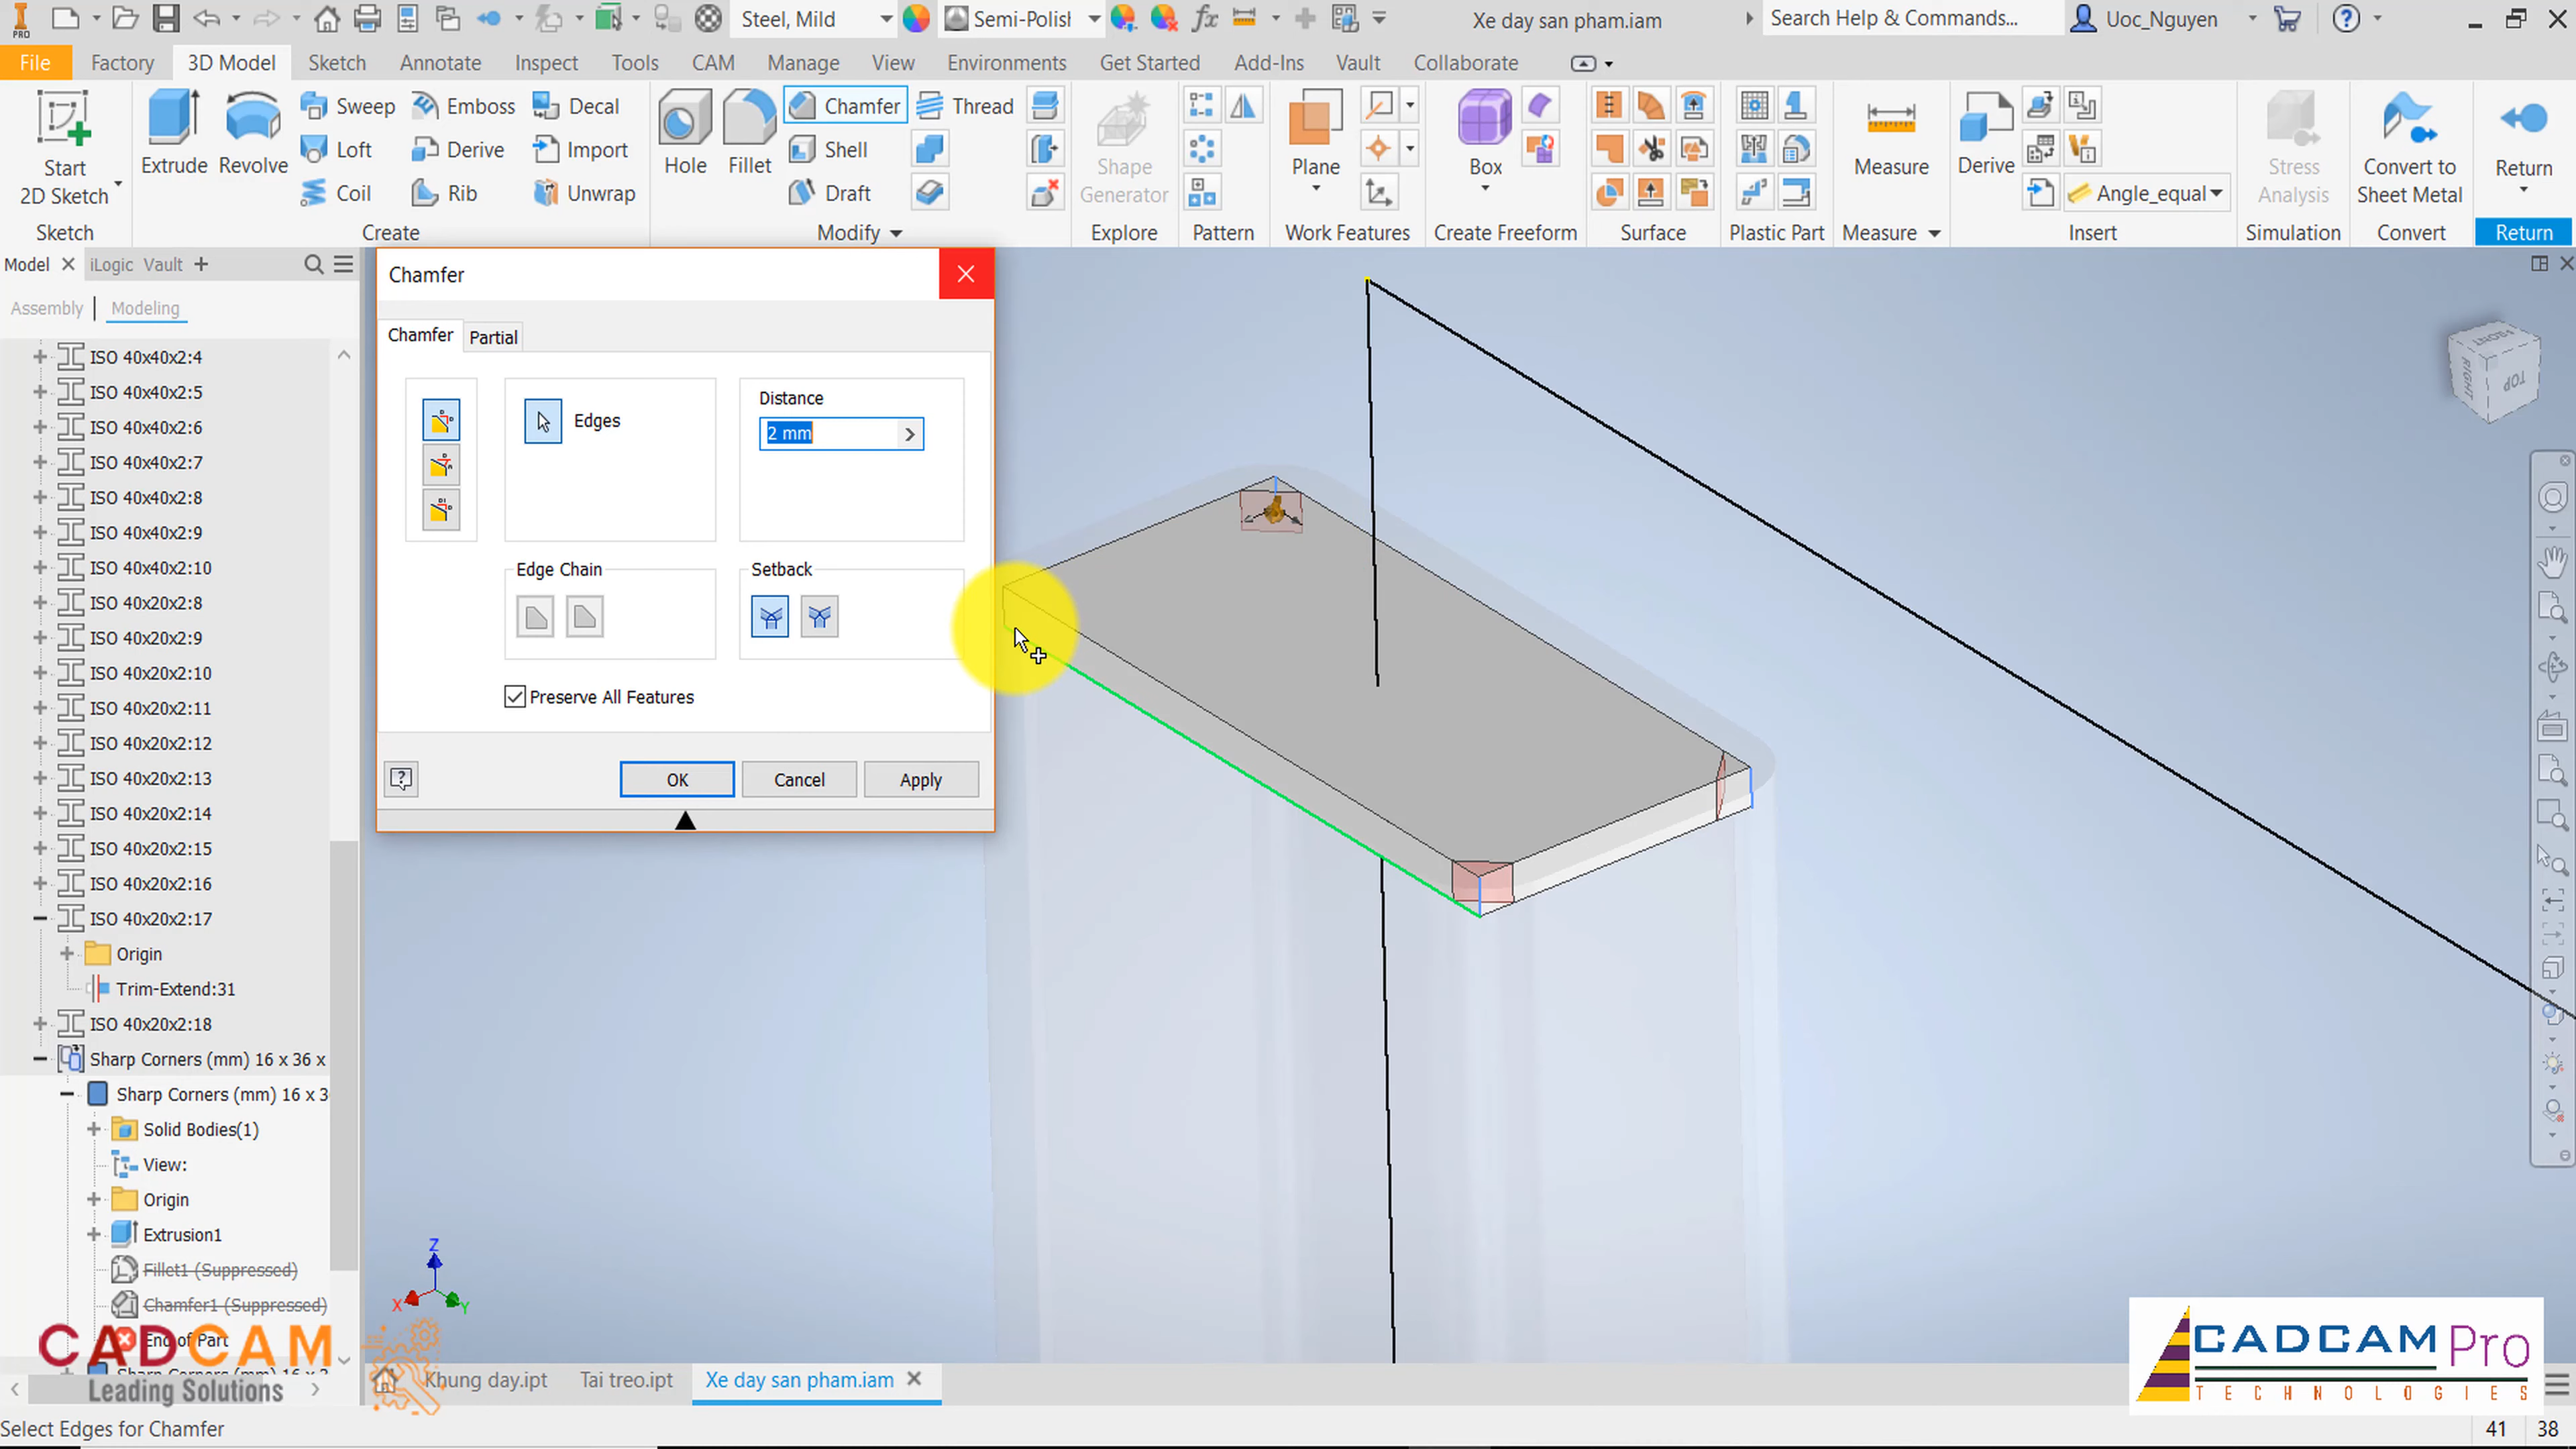 PRO
Steel, Mild
Semi-Polish
fx
Xe day san pham.iam
Search Help & Commands...
Uoc_Nguyen
File
Factory
3D Model
Sketch
Annotate
Inspect
Tools
CAM
Manage
View
Environments
Get Started
Add-Ins
Vault
Collaborate
Start
2D Sketch
Extrude
Revolve
Sweep
Loft
Coil
Emboss
Derive
Rib
Decal
Import
Unwrap
Hole
Fillet
Chamfer
Shell
Draft
Thread
Shape
Generator
Plane
Box
Measure
Derive
Angle_equal
Stress
Analysis
Convert to
Sheet Metal
Return
Sketch
Create
Modify
Explore
Pattern
Work Features
Create Freeform
Surface
Plastic Part
Measure
Insert
Simulation
Convert
Return
Model
iLogic
Vault
Assembly
Modeling
ISO 40x40x2:4
ISO 40x40x2:5
ISO 40x40x2:6
ISO 40x40x2:7
ISO 40x40x2:8
ISO 40x40x2:9
ISO 40x40x2:10
ISO 40x20x2:8
ISO 40x20x2:9
ISO 40x20x2:10
ISO 40x20x2:11
ISO 40x20x2:12
ISO 40x20x2:13
ISO 40x20x2:14
ISO 40x20x2:15
ISO 40x20x2:16
ISO 40x20x2:17
Origin
Trim-Extend:31
ISO 40x20x2:18
Sharp Corners (mm) 16 x 36 x
Sharp Corners (mm) 16 x 3
Solid Bodies(1)
View:
Origin
Extrusion1
Fillet1 (Suppressed)
Chamfer1 (Suppressed)
End of Part
CADCAM
Leading Solutions
Chamfer
Chamfer
Partial
Edges
Distance
2 mm
Edge Chain
Setback
Preserve All Features
OK
Cancel
Apply
FRONT
RIGHT
TOP
Z
X
Y
Khung day.ipt
Tai treo.ipt
Xe day san pham.iam
CADCAM Pro
TECHNOLOGIES
Select Edges for Chamfer
41
38